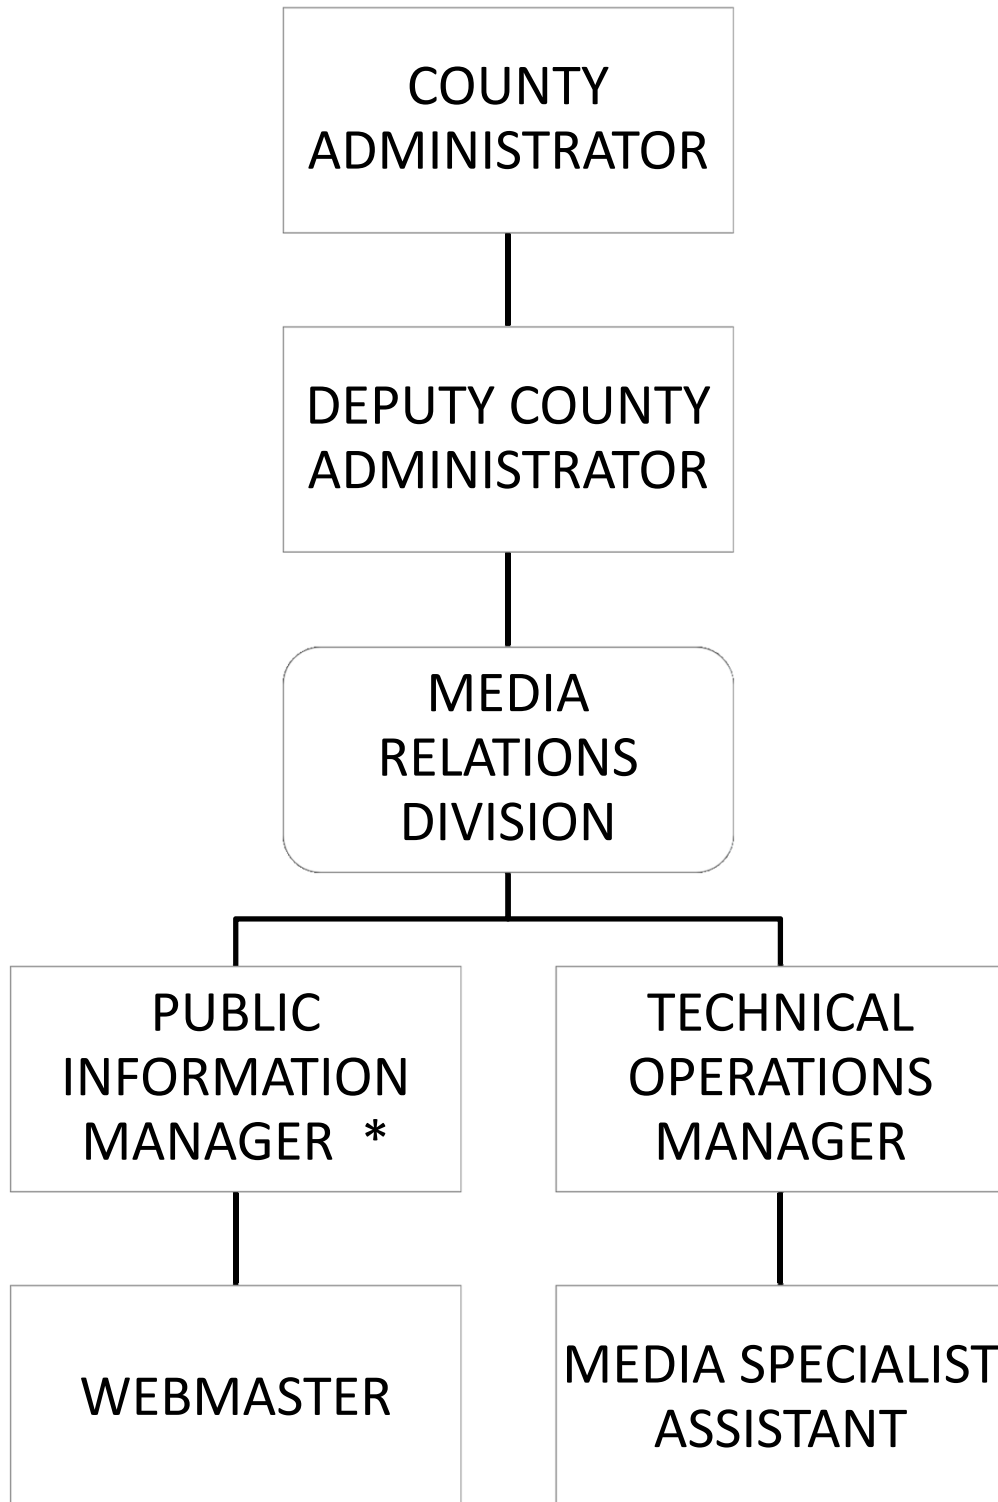 COUNTY
ADMINISTRATOR
DEPUTY COUNTY
ADMINISTRATOR
MEDIA
RELATIONS
DIVISION
PUBLIC
INFORMATION
MANAGER *
TECHNICAL
OPERATIONS
MANAGER
WEBMASTER
MEDIA SPECIALIST
ASSISTANT